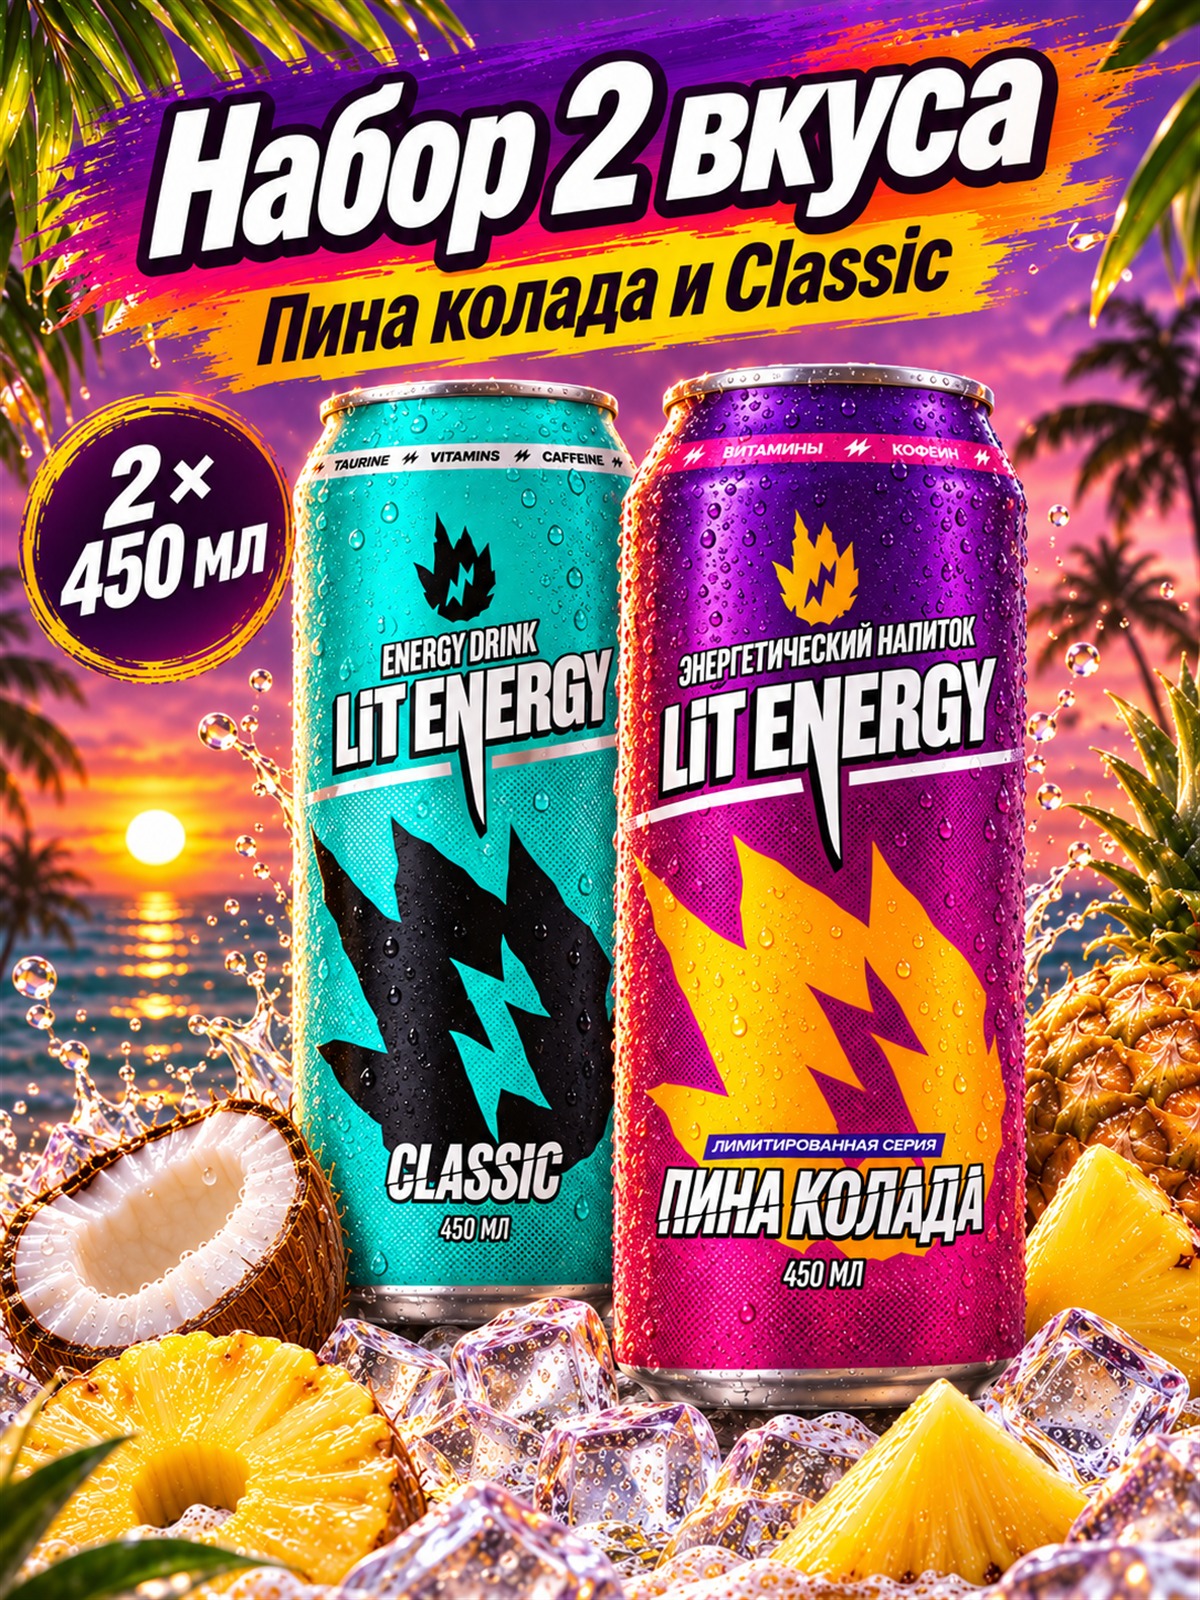 Набор 2 вкуса
Пина колада и Classic
2×
450 мл
TAURINE VITAMINS CAFFEINE
ENERGY DRINK
LIT ENERGY
CLASSIC
450 МЛ
ВИТАМИНЫ КОФЕИН
ЭНЕРГЕТИЧЕСКИЙ НАПИТОК
LIT ENERGY
ЛИМИТИРОВАННАЯ СЕРИЯ
ПИНА КОЛАДА
450 МЛ